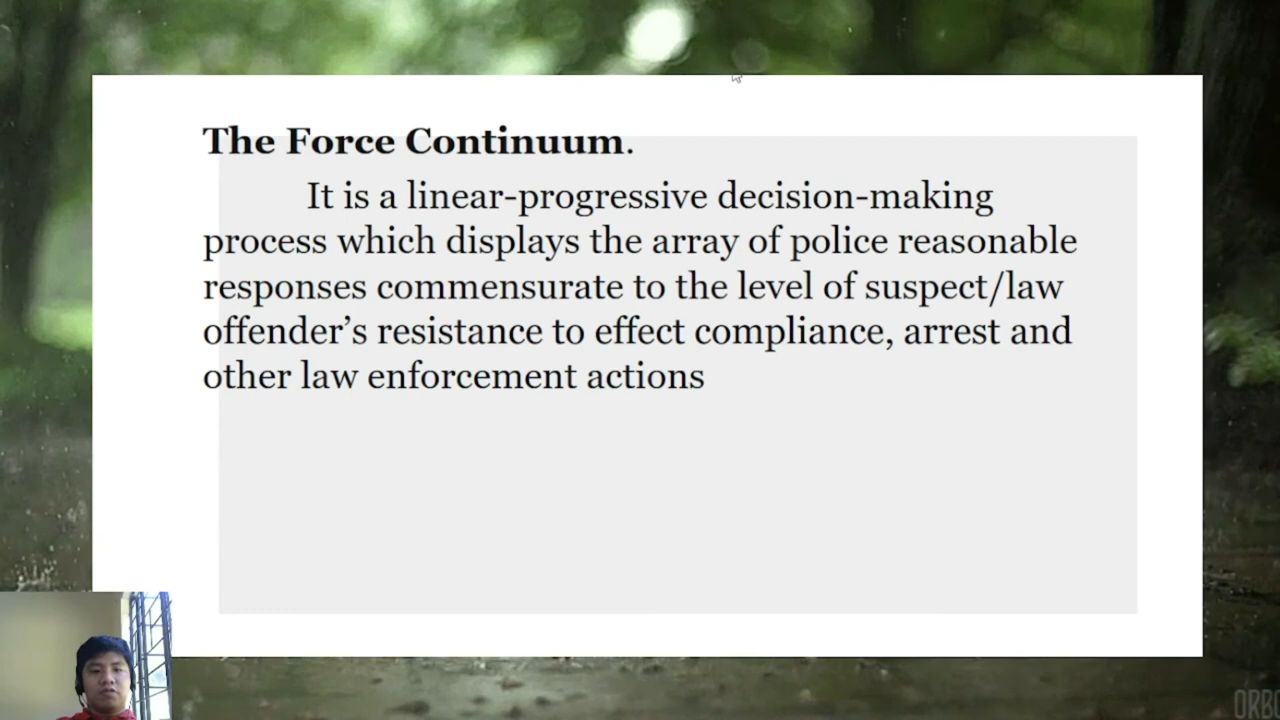 The Force Continuum.
It is a linear-progressive decision-making
process which displays the array of police reasonable
responses commensurate to the level of suspect/law
offender’s resistance to effect compliance, arrest and
other law enforcement actions